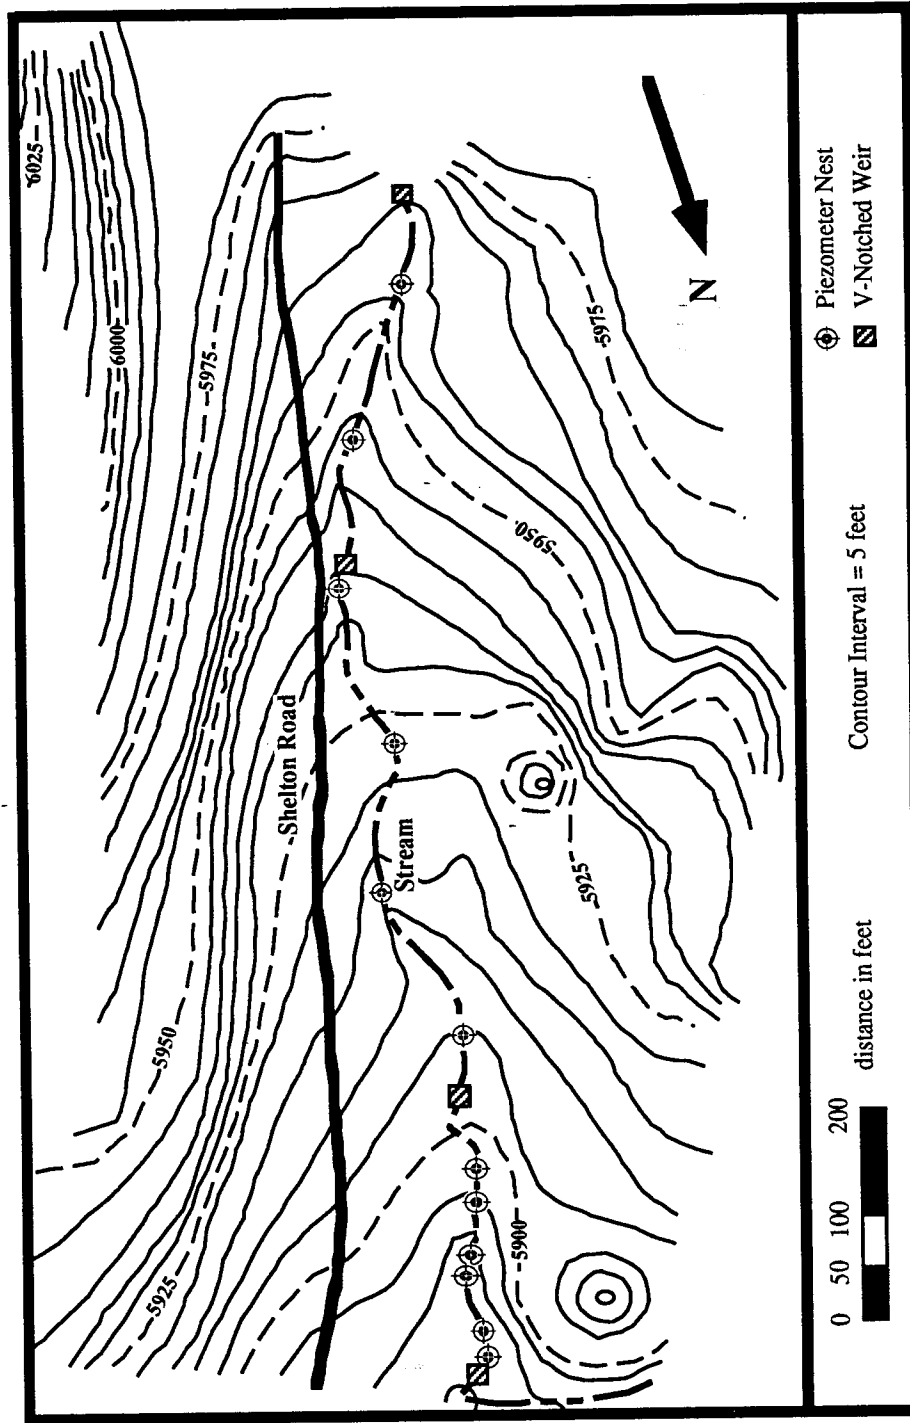 6025
6000
5975
5975
N
5950
Shelton Road
Stream
5925
5950
5900
5925
Piezometer Nest
V-Notched Weir
Contour Interval = 5 feet
distance in feet
0 50 100 200